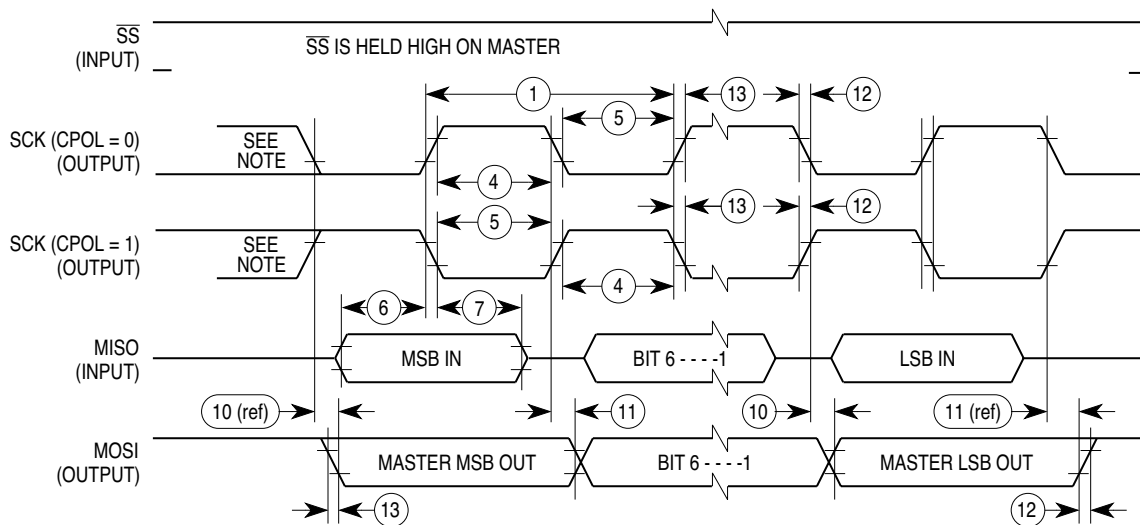 SS
(INPUT)
SS IS HELD HIGH ON MASTER
1
13
12
5
SCK (CPOL = 0)
(OUTPUT)
SEE
NOTE
4
13
12
5
SCK (CPOL = 1)
(OUTPUT)
SEE
NOTE
4
6
7
MISO
(INPUT)
MSB IN
BIT 6 - - - -1
LSB IN
10 (ref)
11
10
11 (ref)
MOSI
(OUTPUT)
MASTER MSB OUT
BIT 6 - - - -1
MASTER LSB OUT
13
12